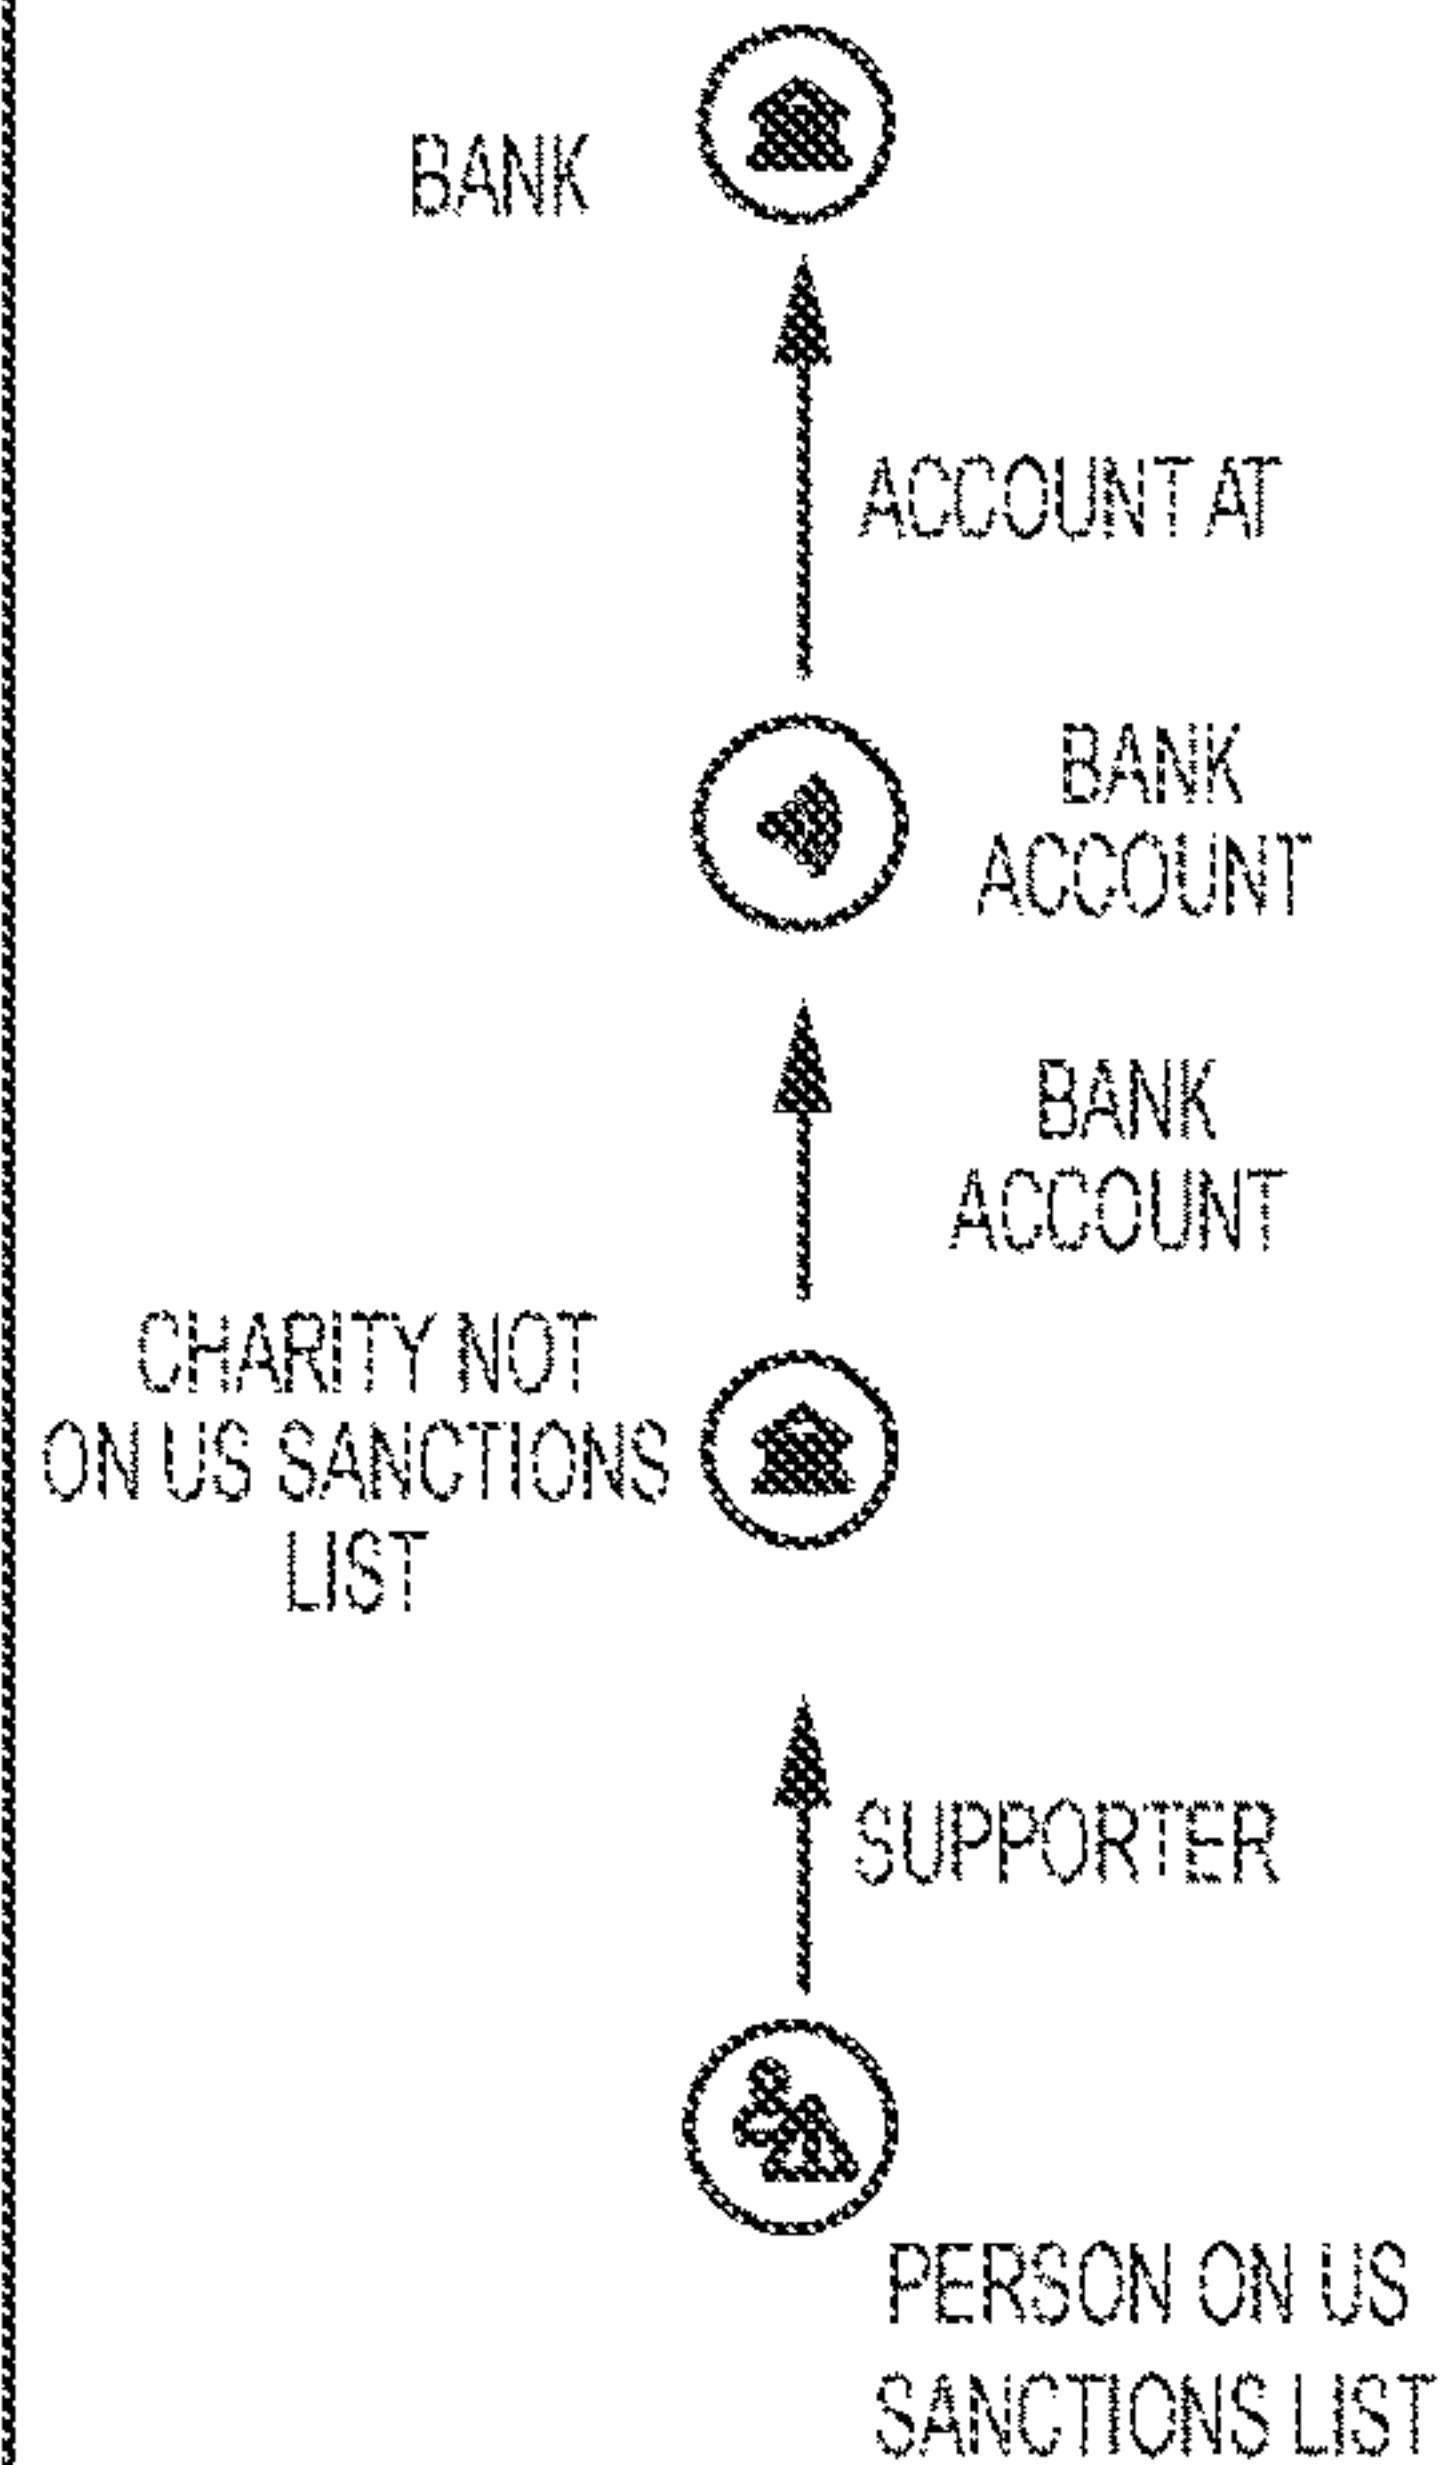 BANK
ACCOUNT AT
BANK
ACCOUNT
BANK
ACCOUNT
CHARITY NOT
ON US SANCTIONS
LIST
SUPPORTER
PERSON ON US
SANCTIONS LIST